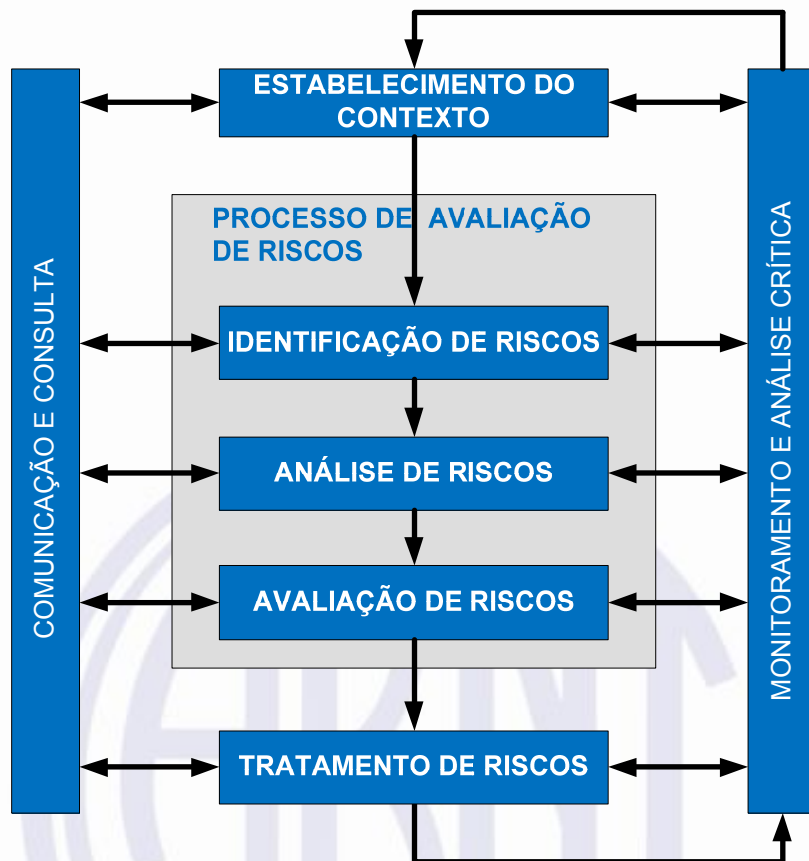 ESTABELECIMENTO DO
CONTEXTO
PROCESSO DE AVALIAÇÃO
DE RISCOS
IDENTIFICAÇÃO DE RISCOS
ANÁLISE DE RISCOS
AVALIAÇÃO DE RISCOS
TRATAMENTO DE RISCOS
COMUNICAÇÃO E CONSULTA
MONITORAMENTO E ANÁLISE CRÍTICA